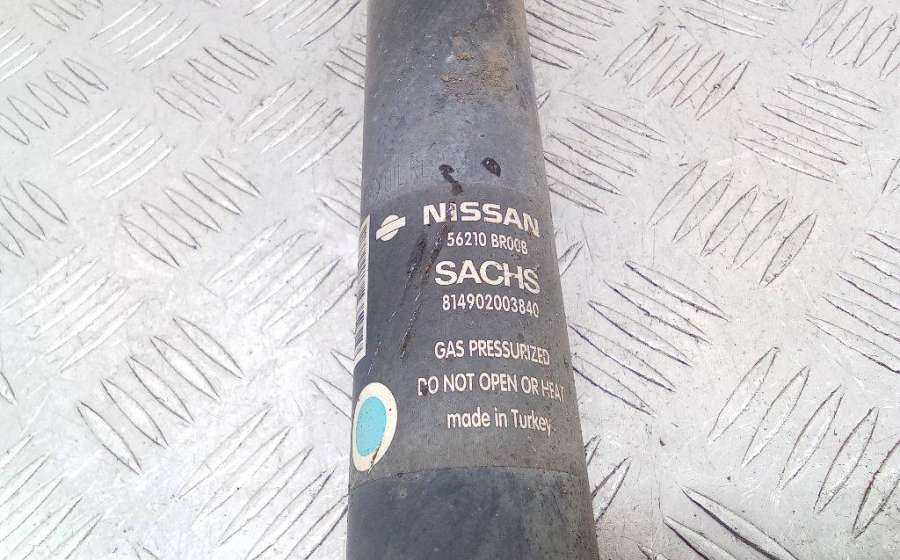 NISSAN
56210 BR00B
SACHS
814902003840
GAS PRESSURIZED
DO NOT OPEN OR HEAT
made in Turkey